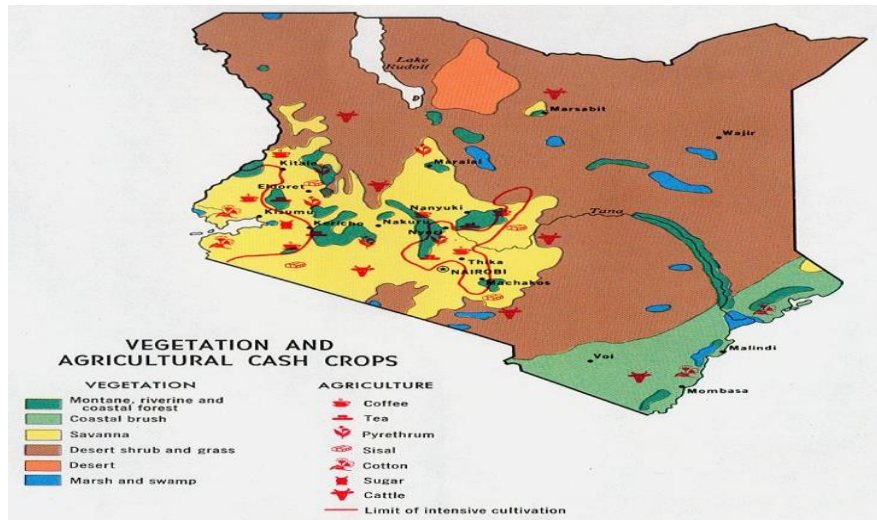 Lake
Rudolf
Marsabit
Wajir
Kitale
Maralal
Eldoret
Nanyuki
Tana
Kisumu
Kericho
Nakuru
Nyeri
Thika
NAIROBI
Machakos
Voi
Malindi
Mombasa
VEGETATION AND
AGRICULTURAL CASH CROPS
VEGETATION
Montane, riverine and
coastal forest
Coastal brush
Savanna
Desert shrub and grass
Desert
Marsh and swamp
AGRICULTURE
Coffee
Tea
Pyrethrum
Sisal
Cotton
Sugar
Cattle
Limit of intensive cultivation